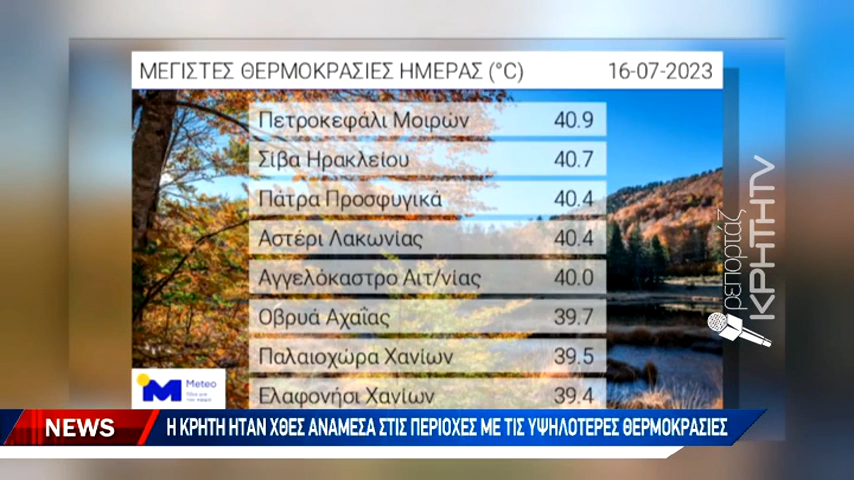 ΜΕΓΙΣΤΕΣ ΘΕΡΜΟΚΡΑΣΙΕΣ ΗΜΕΡΑΣ (°C) 16-07-2023
Πετροκεφάλι Μοιρών 40.9
Σίβα Ηρακλείου 40.7
Πάτρα Προσφυγικά 40.4
Αστέρι Λακωνίας 40.4
Αγγελόκαστρο Αιτ/νίας 40.0
Οβρυά Αχαΐας 39.7
Παλαιοχώρα Χανίων 39.5
Ελαφονήσι Χανίων 39.4
ρεπορτάζ
ΚΡΗΤΗTV
Meteo
NEWS Η ΚΡΗΤΗ ΗΤΑΝ ΧΘΕΣ ΑΝΑΜΕΣΑ ΣΤΙΣ ΠΕΡΙΟΧΕΣ ΜΕ ΤΙΣ ΥΨΗΛΟΤΕΡΕΣ ΘΕΡΜΟΚΡΑΣΙΕΣ